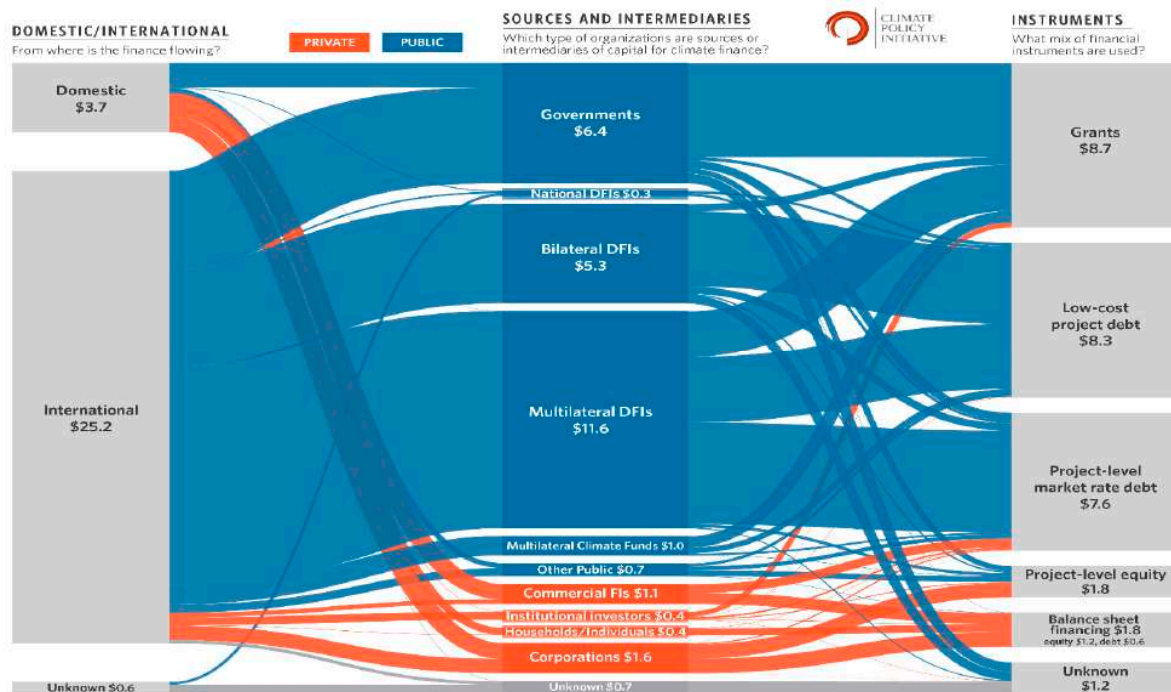 DOMESTIC/INTERNATIONAL
From where is the finance flowing?
PRIVATE
PUBLIC
SOURCES AND INTERMEDIARIES
Which type of organizations are sources or
intermediaries of capital for climate finance?
CLIMATE
POLICY
INITIATIVE
INSTRUMENTS
What mix of financial
instruments are used?
Domestic
$3.7
International
$25.2
Unknown $0.6
Governments
$6.4
National DFIs $0.3
Bilateral DFIs
$5.3
Multilateral DFIs
$11.6
Multilateral Climate Funds $1.0
Other Public $0.7
Commercial FIs $1.1
Institutional Investors $0.4
Households/Individuals $0.4
Corporations $1.6
Unknown $0.7
Grants
$8.7
Low-cost
project debt
$8.3
Project-level
market rate debt
$7.6
Project-level equity
$1.8
Balance sheet
financing $1.8
equity $1.2, debt $0.6
Unknown
$1.2